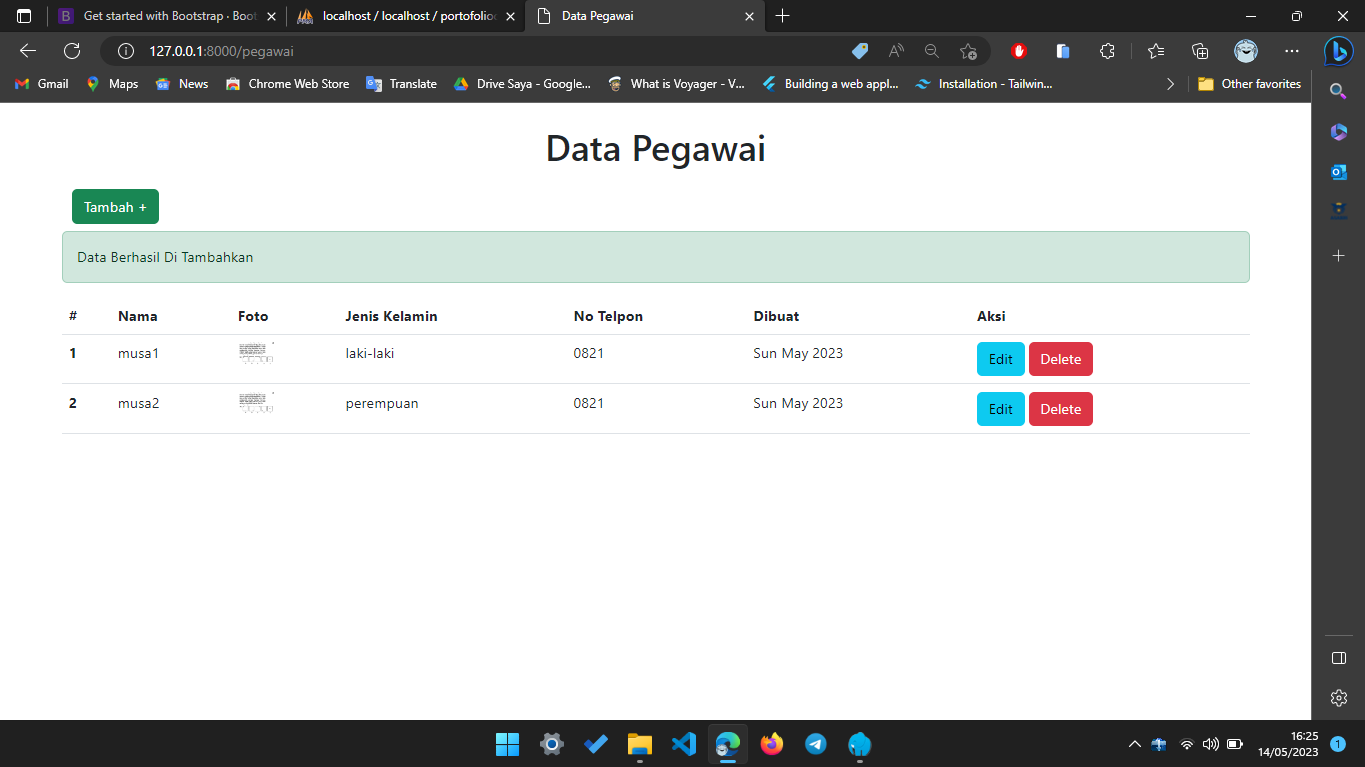 Get started with Bootstrap · Boot
localhost / localhost / portofolio
Data Pegawai
127.0.0.1:8000/pegawai
Gmail
Maps
News
Chrome Web Store
Translate
Drive Saya - Google...
What is Voyager - V...
Building a web appl...
Installation - Tailwin...
Other favorites
Data Pegawai
Tambah +
Data Berhasil Di Tambahkan
# Nama Foto Jenis Kelamin No Telpon Dibuat Aksi
1 musa1 laki-laki 0821 Sun May 2023 Edit Delete
2 musa2 perempuan 0821 Sun May 2023 Edit Delete
16:25
14/05/2023
1